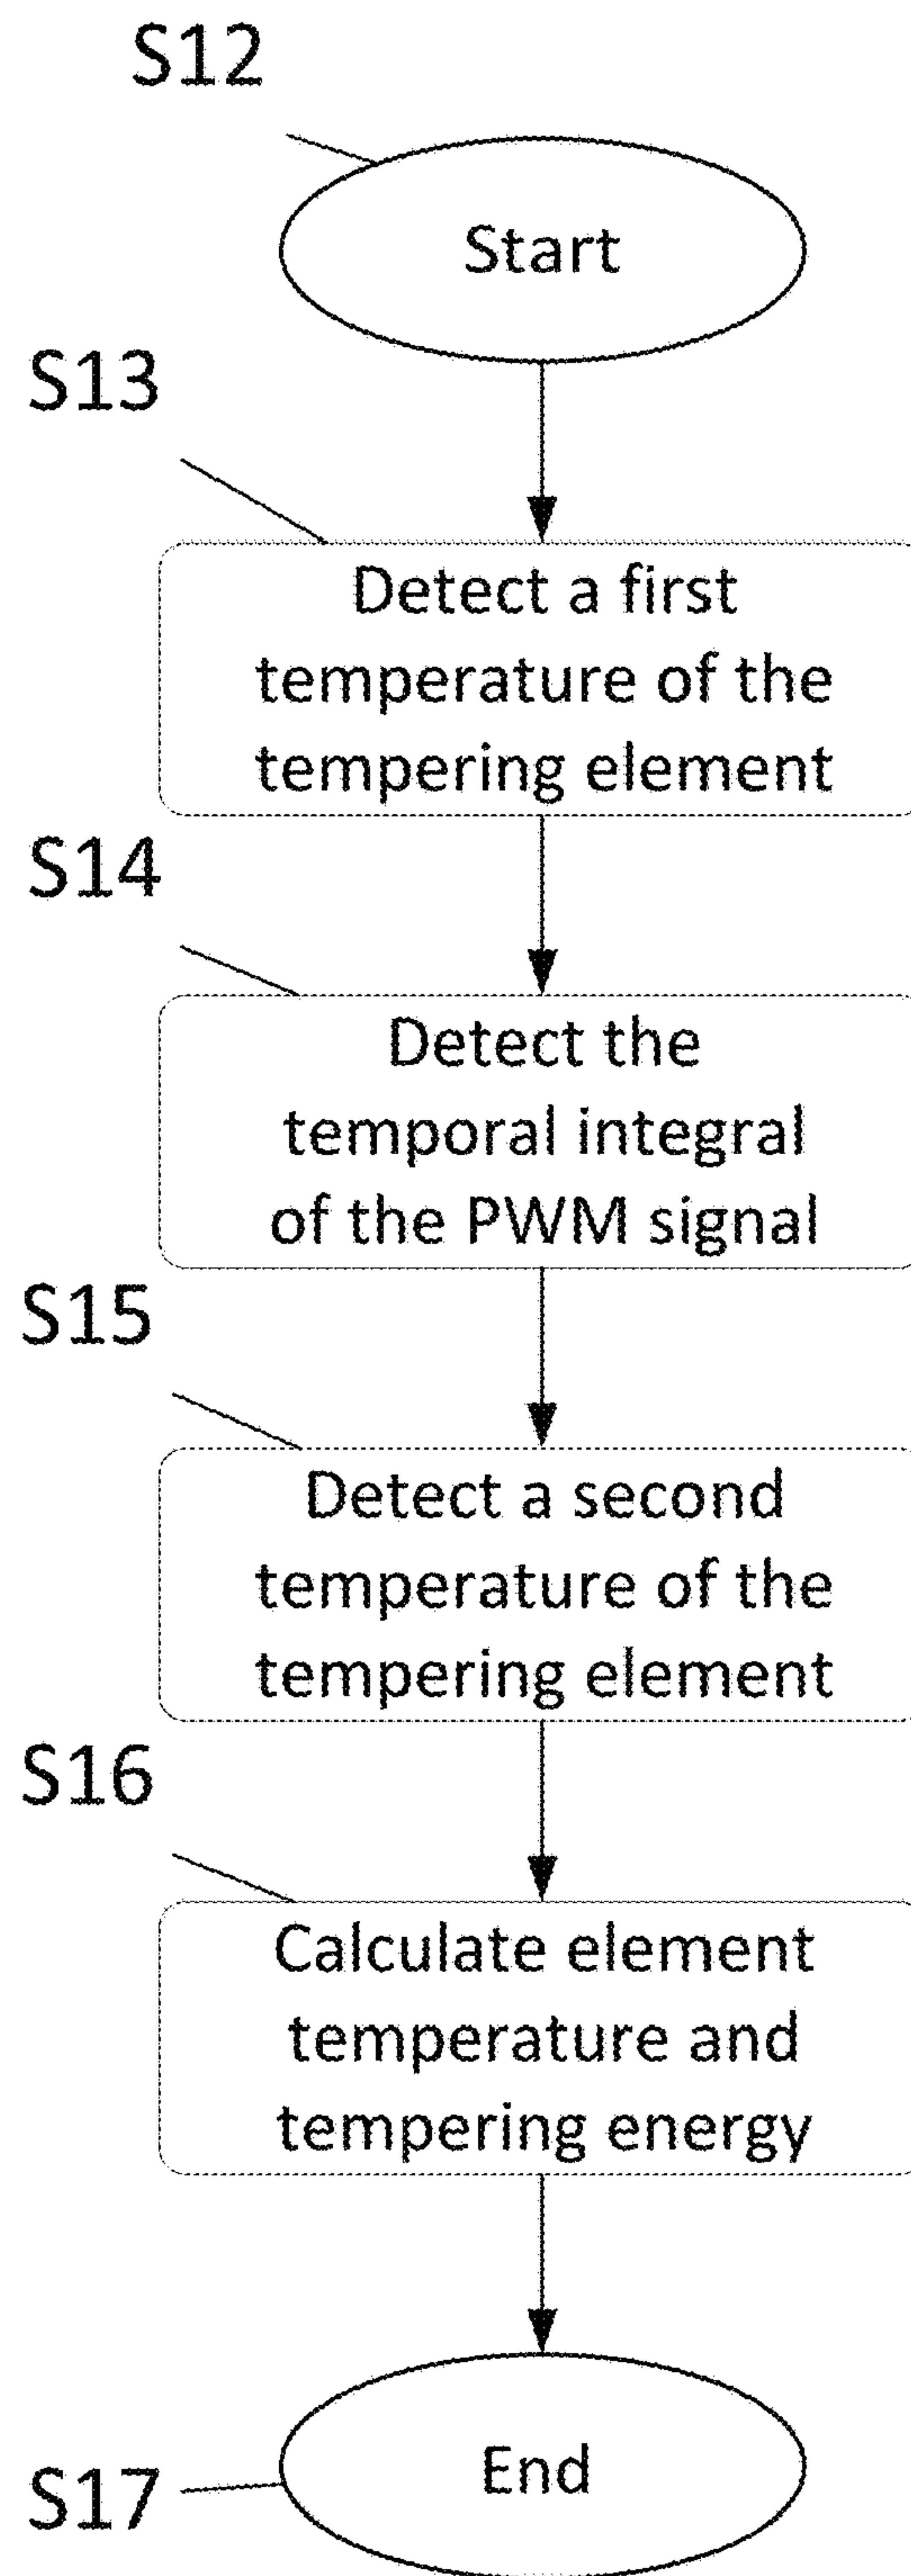 S12
Start
S13
Detect a first
temperature of the
tempering element
S14
Detect the
temporal integral
of the PWM signal
S15
Detect a second
temperature of the
tempering element
S16
Calculate element
temperature and
tempering energy
End
S17